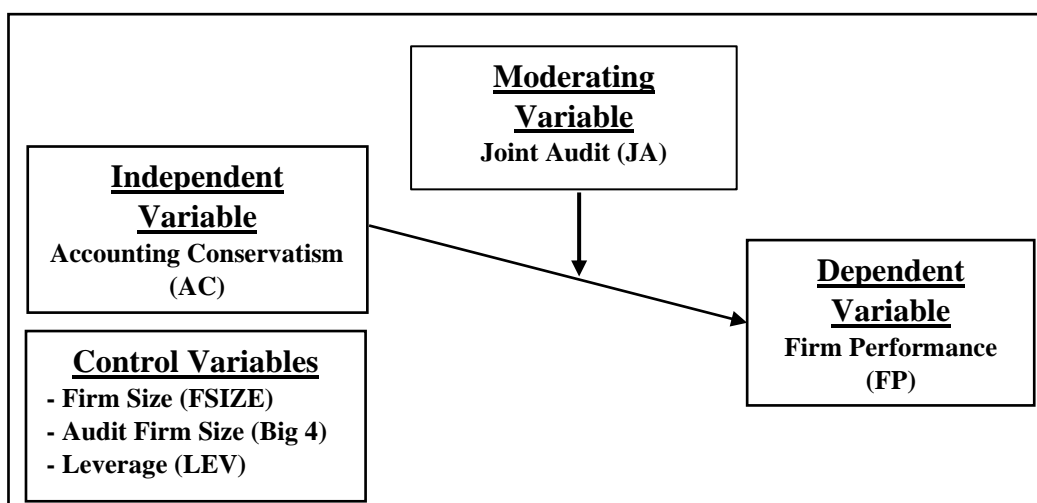 Moderating
Variable
Joint Audit (JA)
Independent
Variable
Accounting Conservatism
(AC)
Dependent
Variable
Firm Performance
(FP)
Control Variables
- Firm Size (FSIZE)
- Audit Firm Size (Big 4)
- Leverage (LEV)